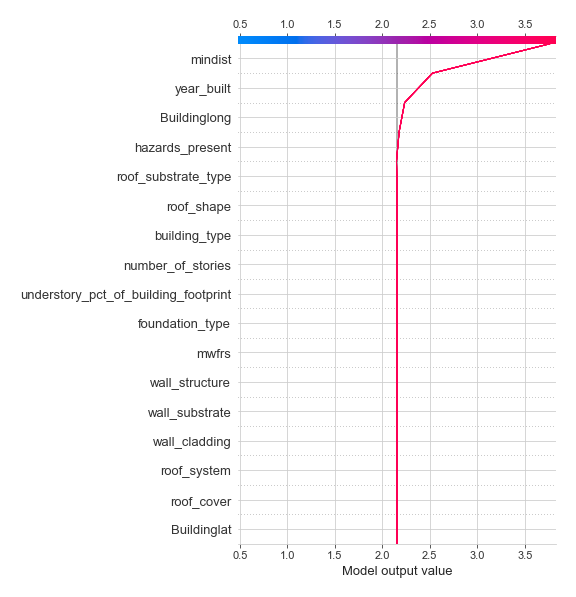 0.5 1.0 1.5 2.0 2.5 3.0 3.5
mindist
year_built
Buildinglong
hazards_present
roof_substrate_type
roof_shape
building_type
number_of_stories
understory_pct_of_building_footprint
foundation_type
mwfrs
wall_structure
wall_substrate
wall_cladding
roof_system
roof_cover
Buildinglat
0.5 1.0 1.5 2.0 2.5 3.0 3.5
Model output value